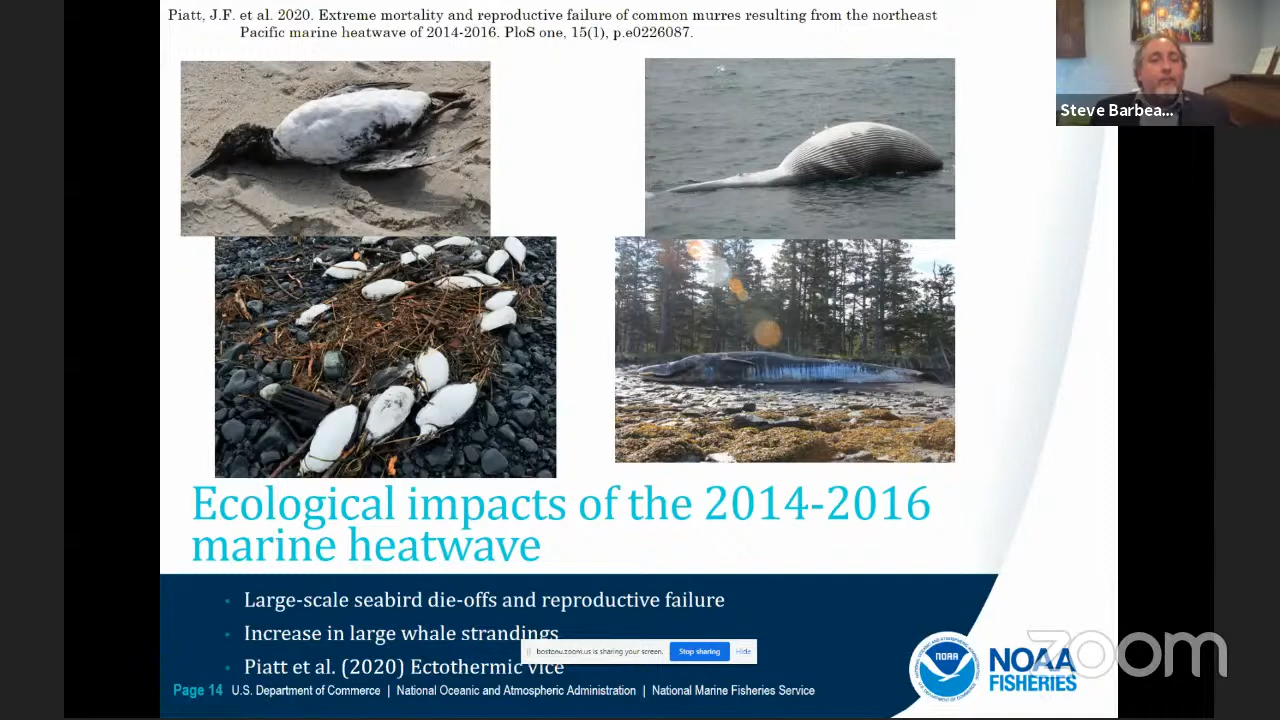 Piatt, J.F. et al. 2020. Extreme mortality and reproductive failure of common murres resulting from the northeast
Pacific marine heatwave of 2014-2016. PloS one, 15(1), p.e0226087.
Steve Barbea...
Ecological impacts of the 2014-2016
marine heatwave
Large-scale seabird die-offs and reproductive failure
Increase in large whale strandings
bostonu.zoom.us is sharing your screen. Stop sharing Hide
Piatt et al. (2020) Ectothermic vice
Page 14 U.S. Department of Commerce | National Oceanic and Atmospheric Administration | National Marine Fisheries Service
NOAA
NOAA
FISHERIES
zoom